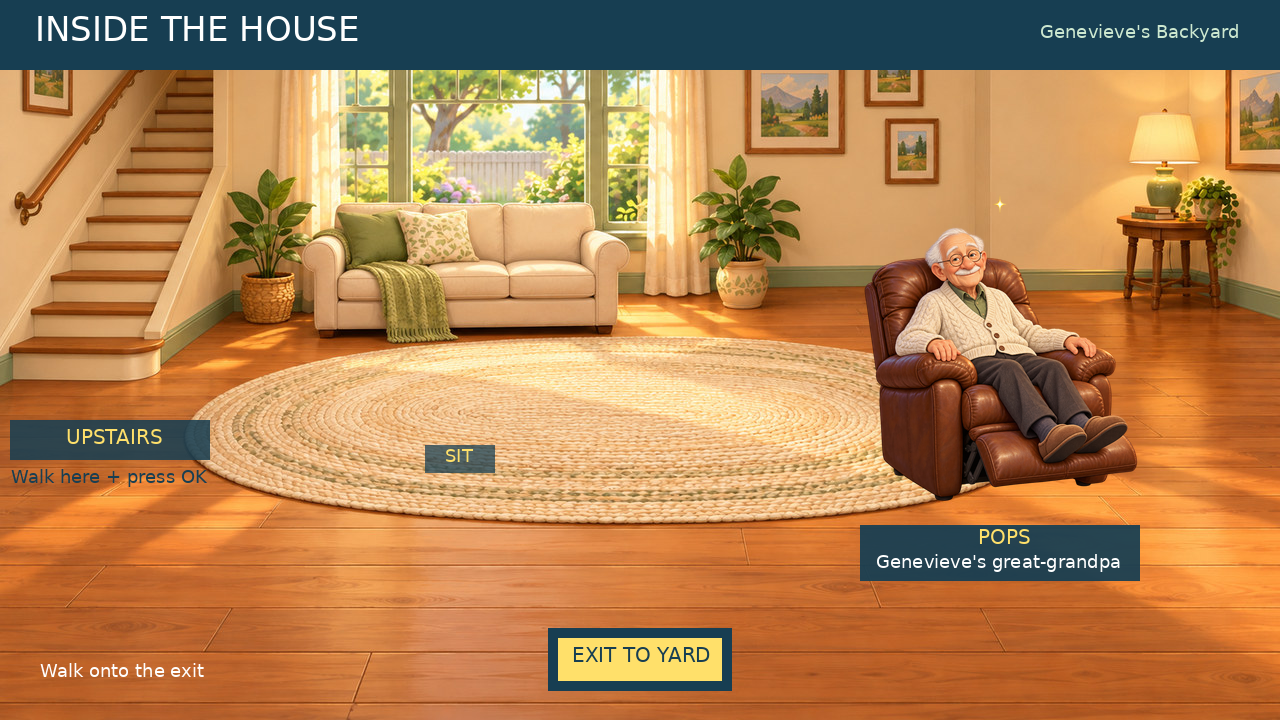 INSIDE THE HOUSE
Genevieve's Backyard
UPSTAIRS
Walk here + press OK
SIT
POPS
Genevieve's great-grandpa
EXIT TO YARD
Walk onto the exit